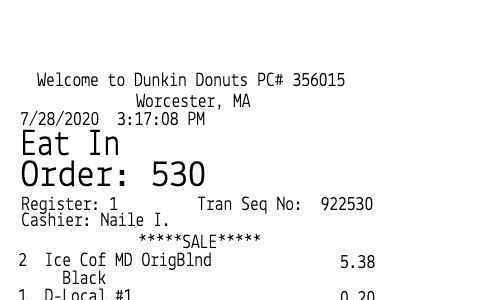 Welcome to Dunkin Donuts PC# 356015
Worcester, MA
7/28/2020 3:17:08 PM
Eat In
Order: 530
Register: 1 Tran Seq No: 922530
Cashier: Naile I.
*****SALE*****
2 Ice Cof MD OrigBlnd 5.38
Black
1 D-Local #1 0.20